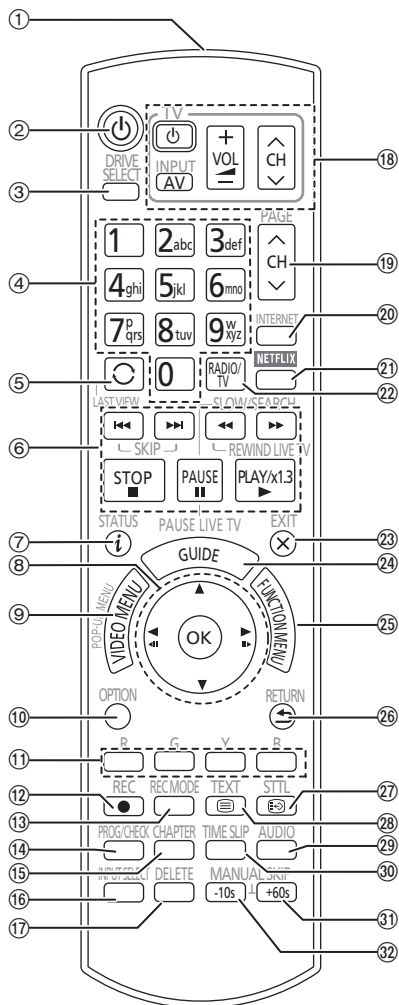 ①
② TV
DRIVE SELECT INPUT AV + VOL − CH ⑱
③
PAGE
④ 1 2abc 3def CH ⑲
4ghi 5jkl 6mno INTERNET ⑳
7pqrs 8tuv 9wxyz NETFLIX ㉑
⑤ 0 RADIO/TV ㉒
LAST VIEW SLOW/SEARCH
⑥ SKIP REWIND LIVE TV
STOP PAUSE PLAY/x1.3
STATUS PAUSE LIVE TV EXIT
⑦ i ㉓
⑧ GUIDE ㉔
⑨ POP-UP MENU VIDEO MENU OK FUNCTION MENU ㉕
OPTION RETURN
⑩ ㉖
R G Y B
⑪
REC REC MODE TEXT STTL
⑫ ⑬ ㉘ ㉗
PROG/CHECK CHAPTER TIME SLIP AUDIO
⑭ ⑮ ㉚ ㉙
INPUT SELECT DELETE MANUAL SKIP
⑯ ⑰ -10s +60s ㉛
㉜